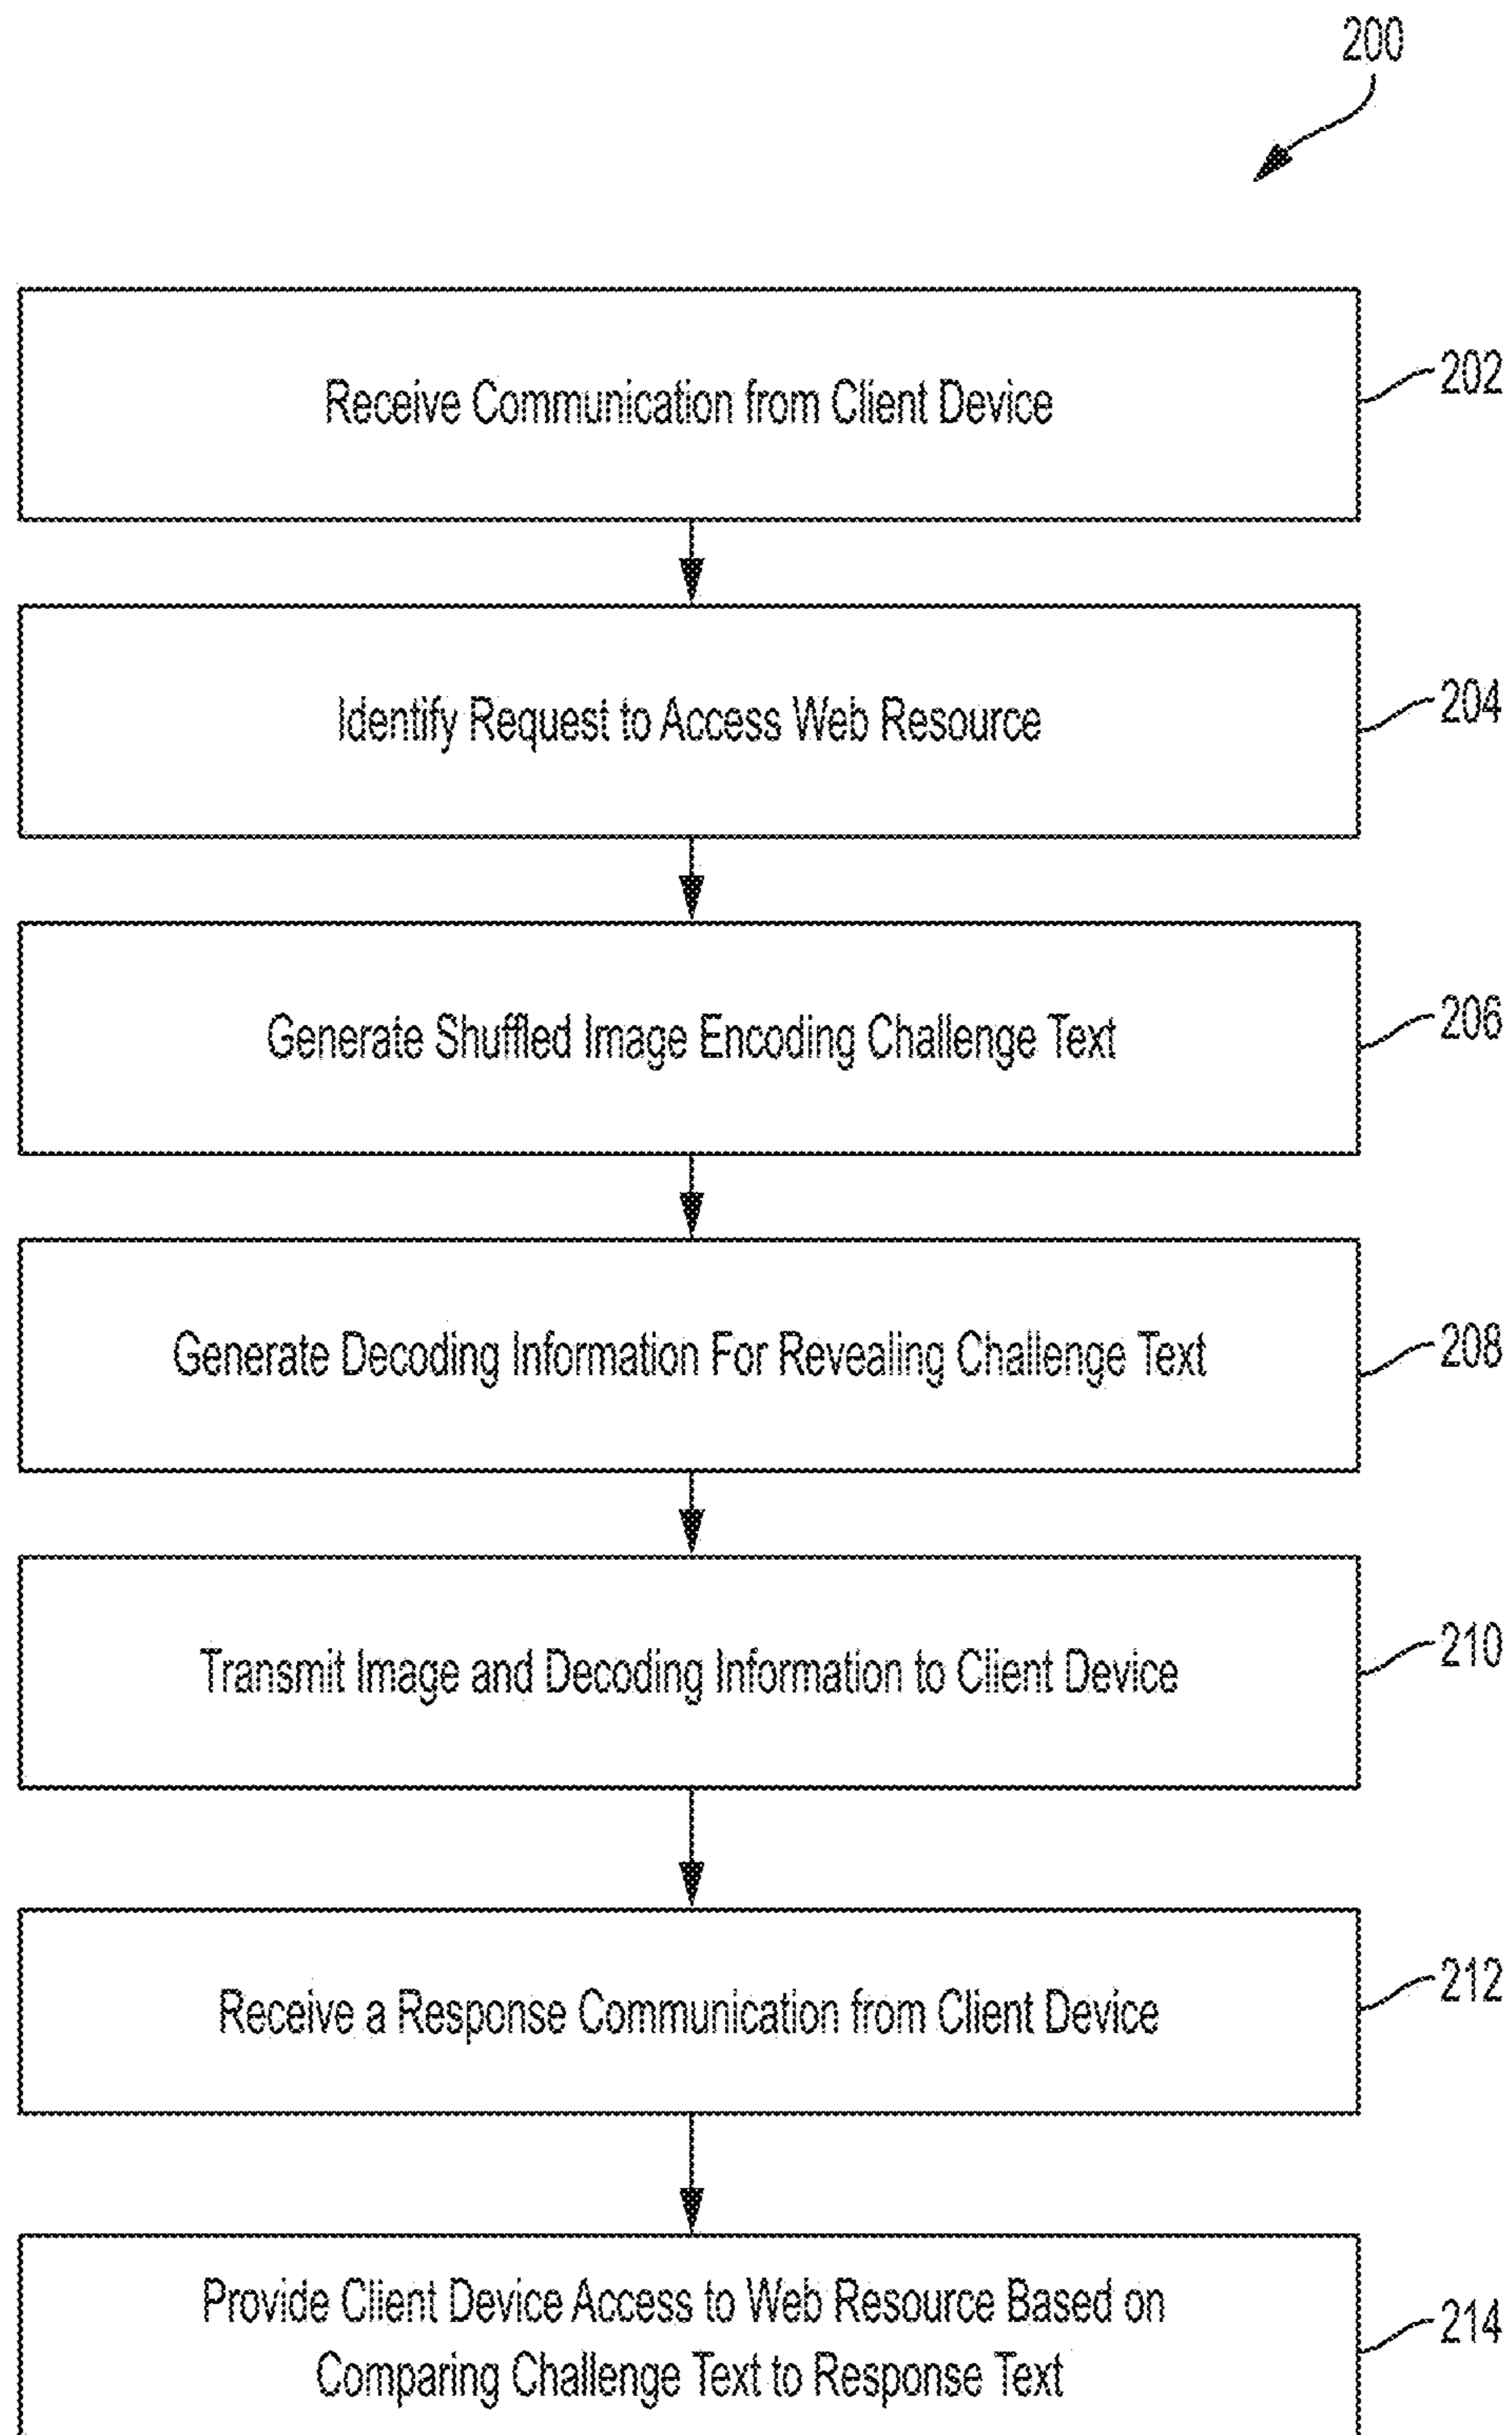 200
Receive Communication from Client Device
202
Identify Request to Access Web Resource
204
Generate Shuffled Image Encoding Challenge Text
206
Generate Decoding Information For Revealing Challenge Text
208
Transmit Image and Decoding Information to Client Device
210
Receive a Response Communication from Client Device
212
Provide Client Device Access to Web Resource Based on
Comparing Challenge Text to Response Text
214